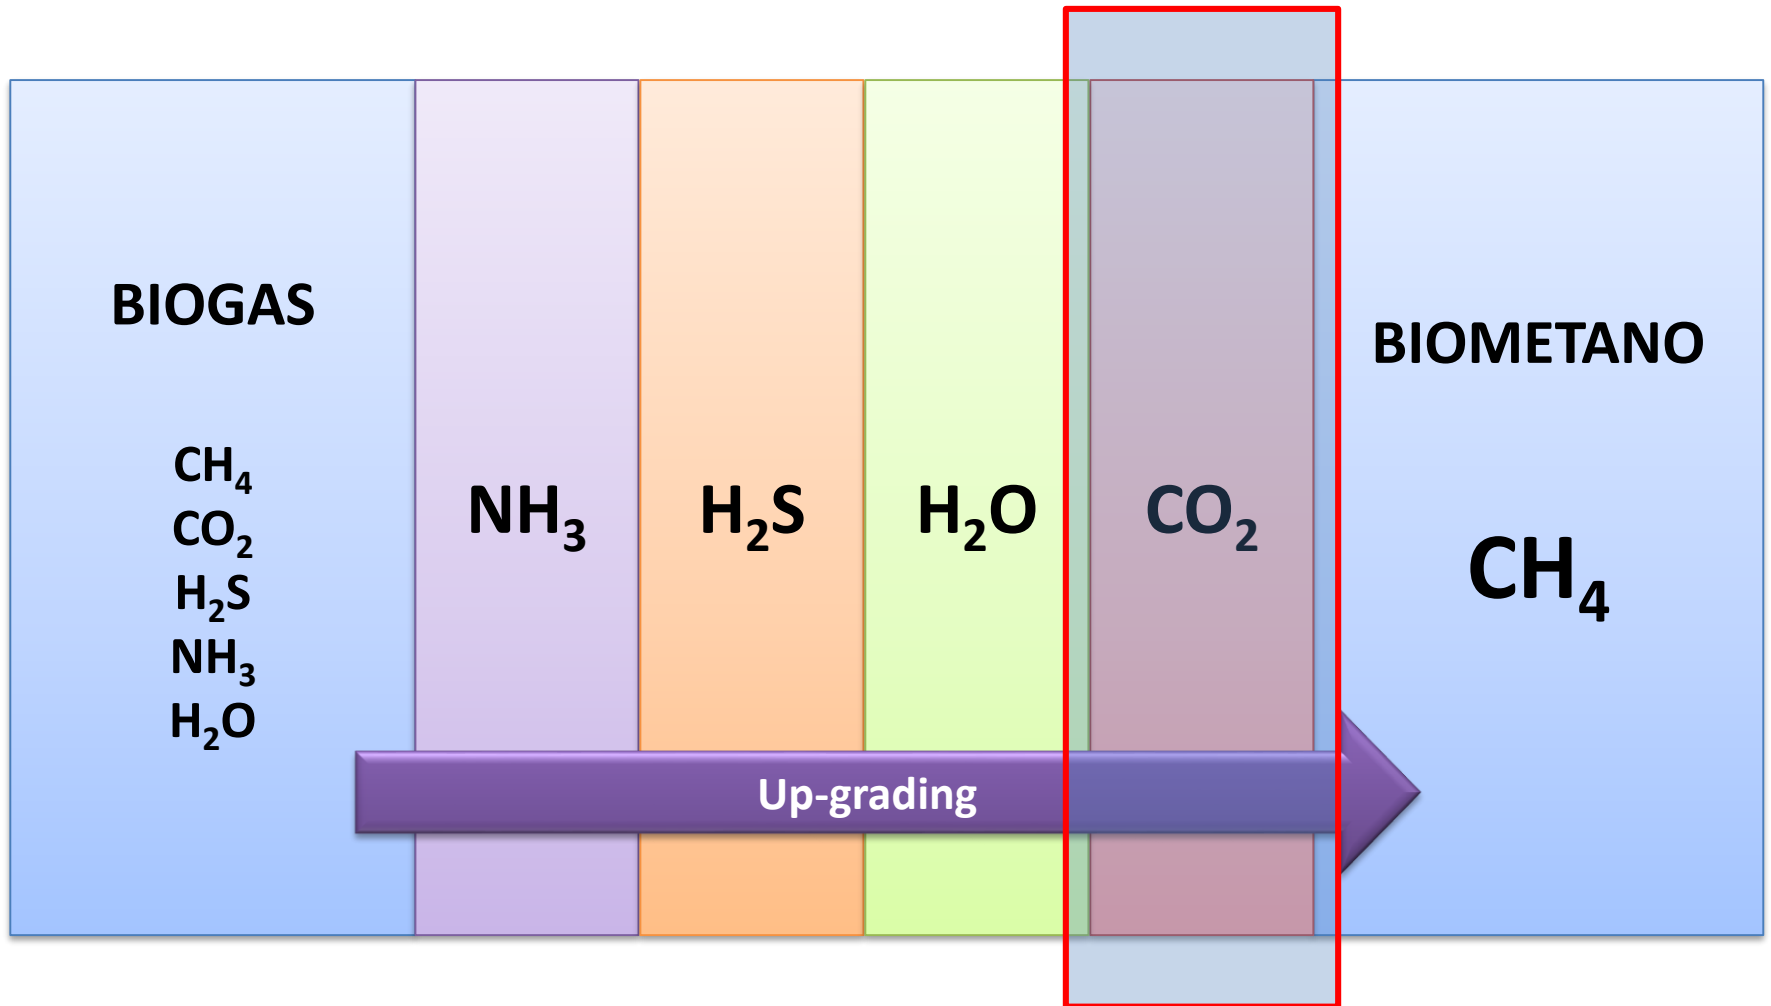 BIOGAS
CH₄
CO₂
H₂S
NH₃
H₂O
NH₃
H₂S
H₂O
CO₂
BIOMETANO
CH₄
Up-grading